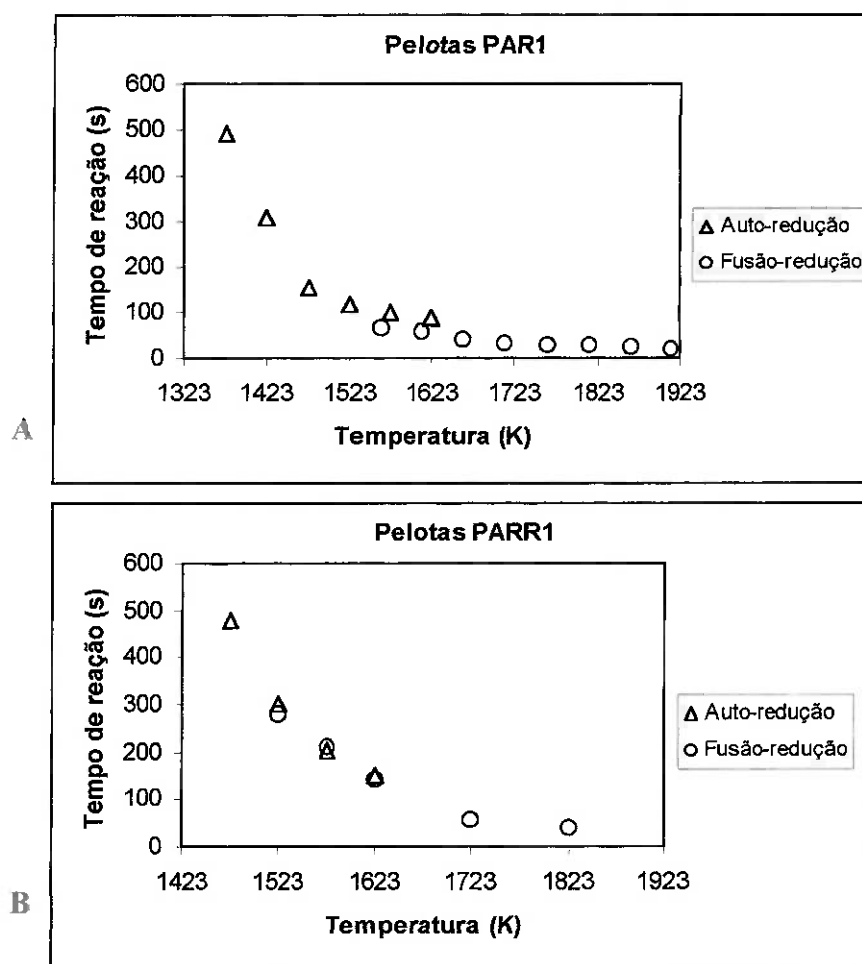 Pelotas PAR1
Tempo de reação (s)
600
500
400
300
200
100
0
1323 1423 1523 1623 1723 1823 1923
Temperatura (K)
Auto-redução
Fusão-redução
A
Pelotas PARR1
Tempo de reação (s)
600
500
400
300
200
100
0
1423 1523 1623 1723 1823 1923
Temperatura (K)
Auto-redução
Fusão-redução
B